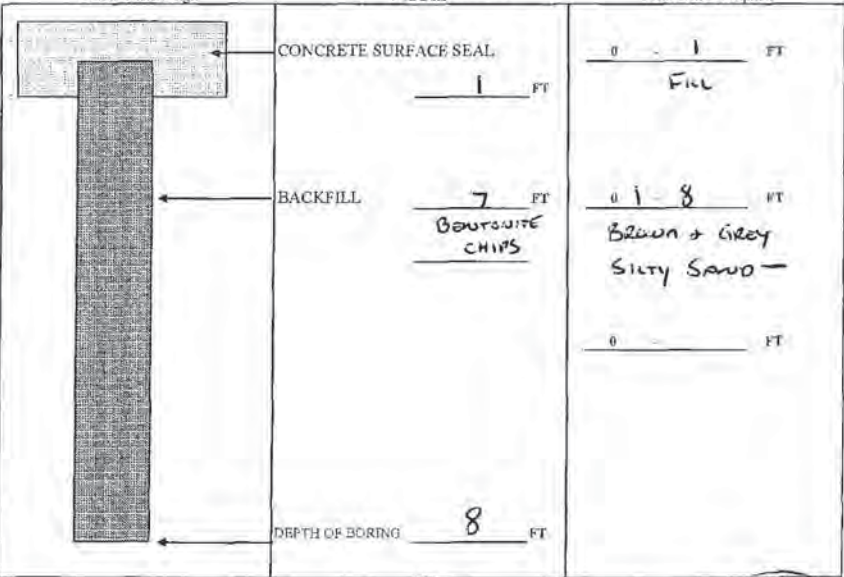 CONCRETE SURFACE SEAL
1 FT
BACKFILL 7 FT
BENTONITE
CHIPS
DEPTH OF BORING 8 FT
0 - 1 FT
FILL
0 1 - 8 FT
BROWN + GREY
SILTY SAND —
0 - FT